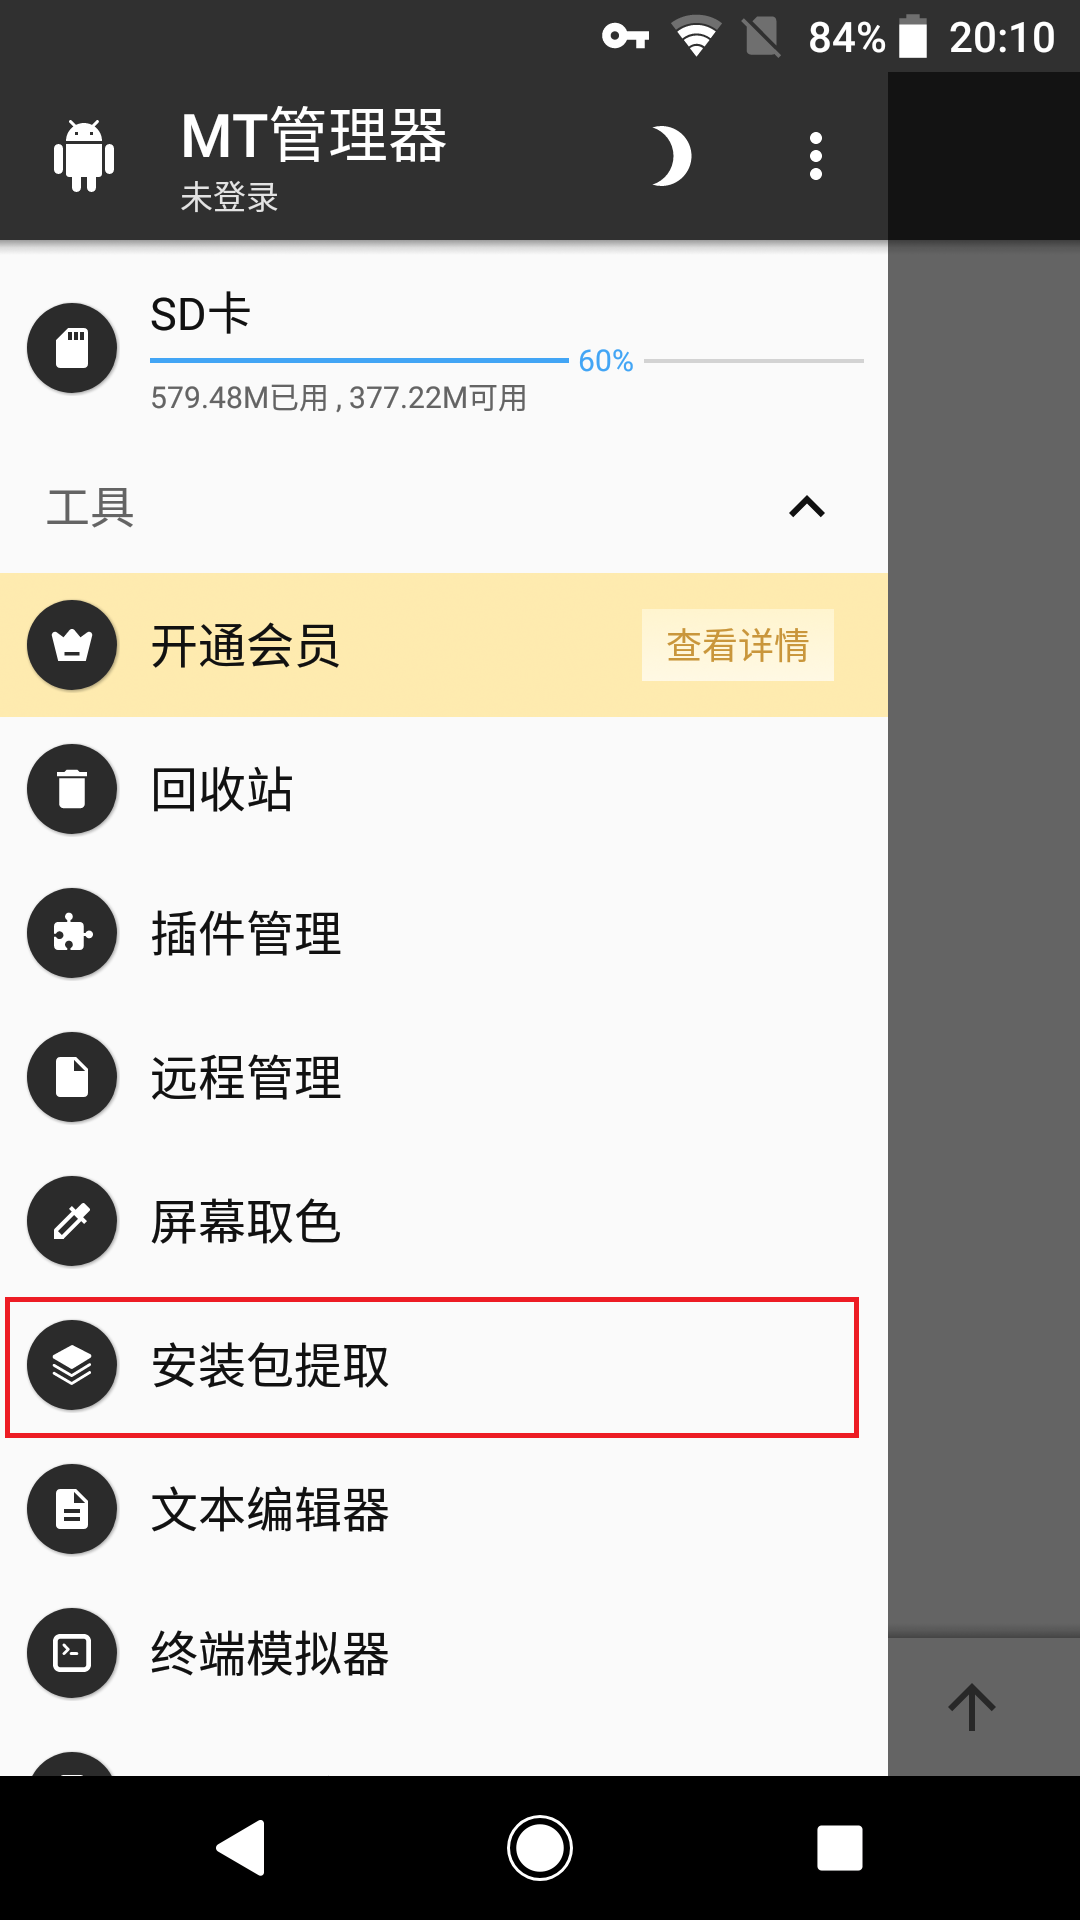 84% 20:10
MT管理器
未登录
SD卡
60%
579.48M已用 , 377.22M可用
工具
开通会员
查看详情
回收站
插件管理
远程管理
屏幕取色
安装包提取
文本编辑器
终端模拟器